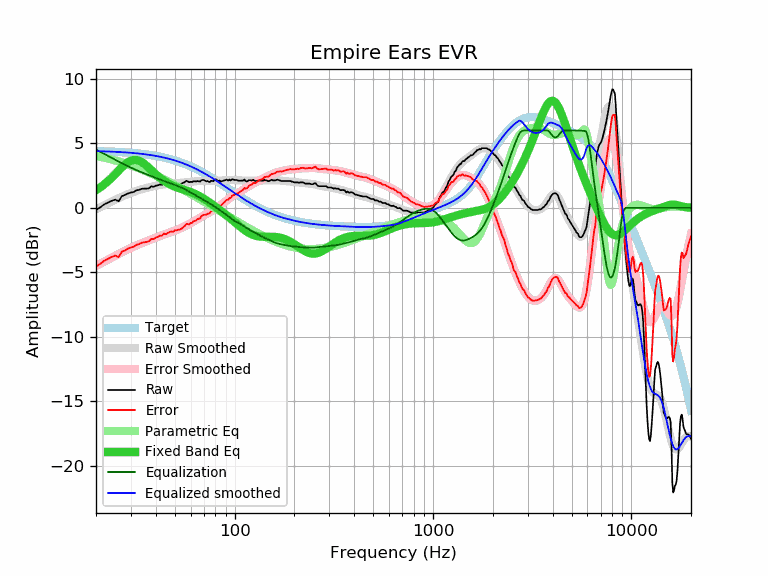 Empire Ears EVR
10
5
0
−5
−10
−15
−20
Amplitude (dBr)
Target
Raw Smoothed
Error Smoothed
Raw
Error
Parametric Eq
Fixed Band Eq
Equalization
Equalized smoothed
100
1000
10000
Frequency (Hz)